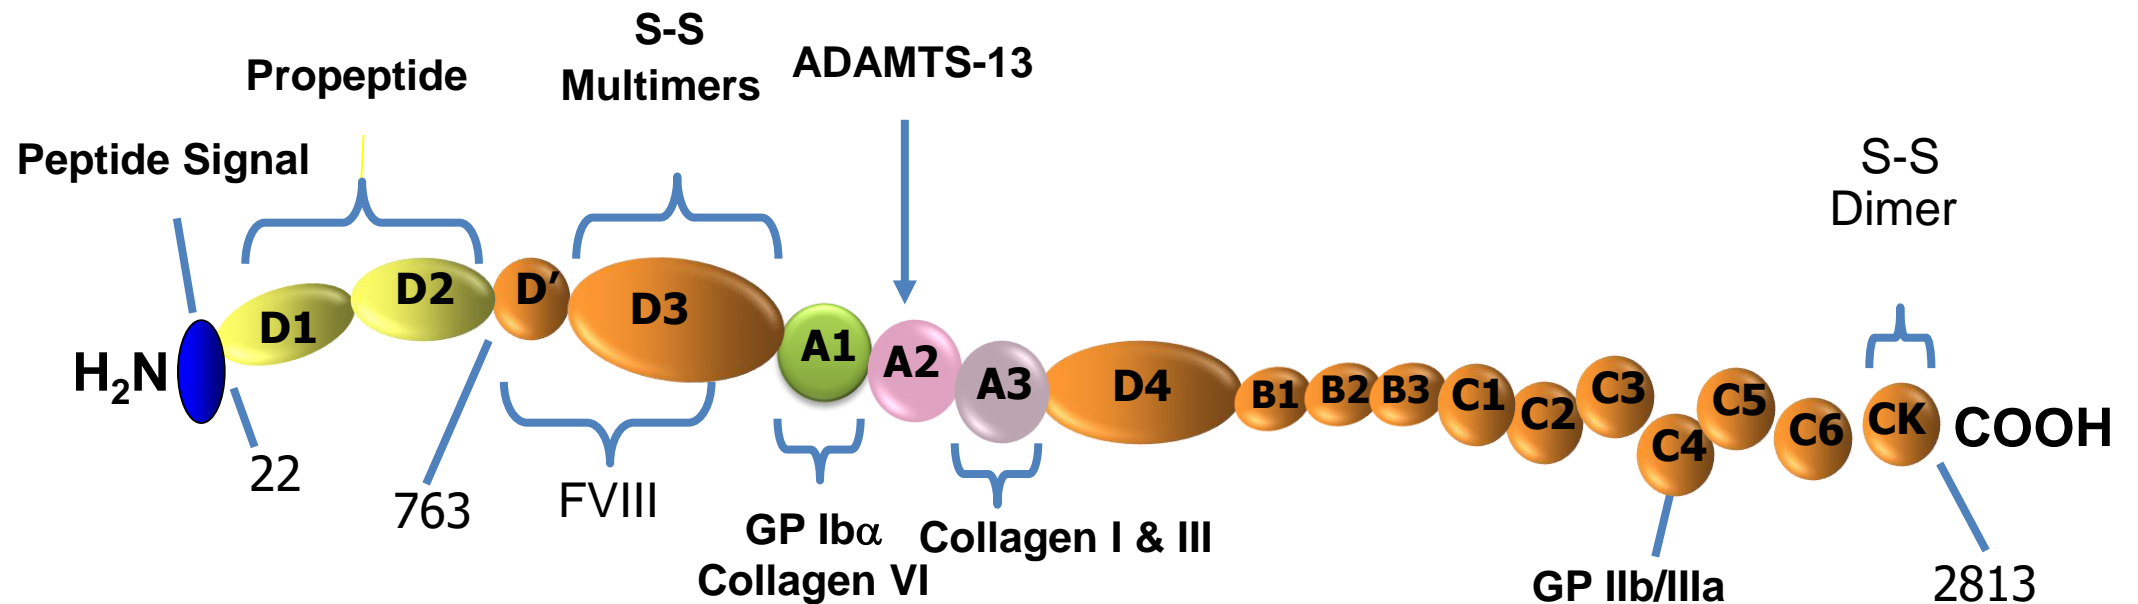 S-S
Multimers
ADAMTS-13
Propeptide
Peptide Signal
S-S
Dimer
H₂N
D1
D2
D′
D3
A1
A2
A3
D4
B1
B2
B3
C1
C2
C3
C4
C5
C6
CK
COOH
22
763
FVIII
GP Ibα
Collagen VI
Collagen I & III
GP IIb/IIIa
2813